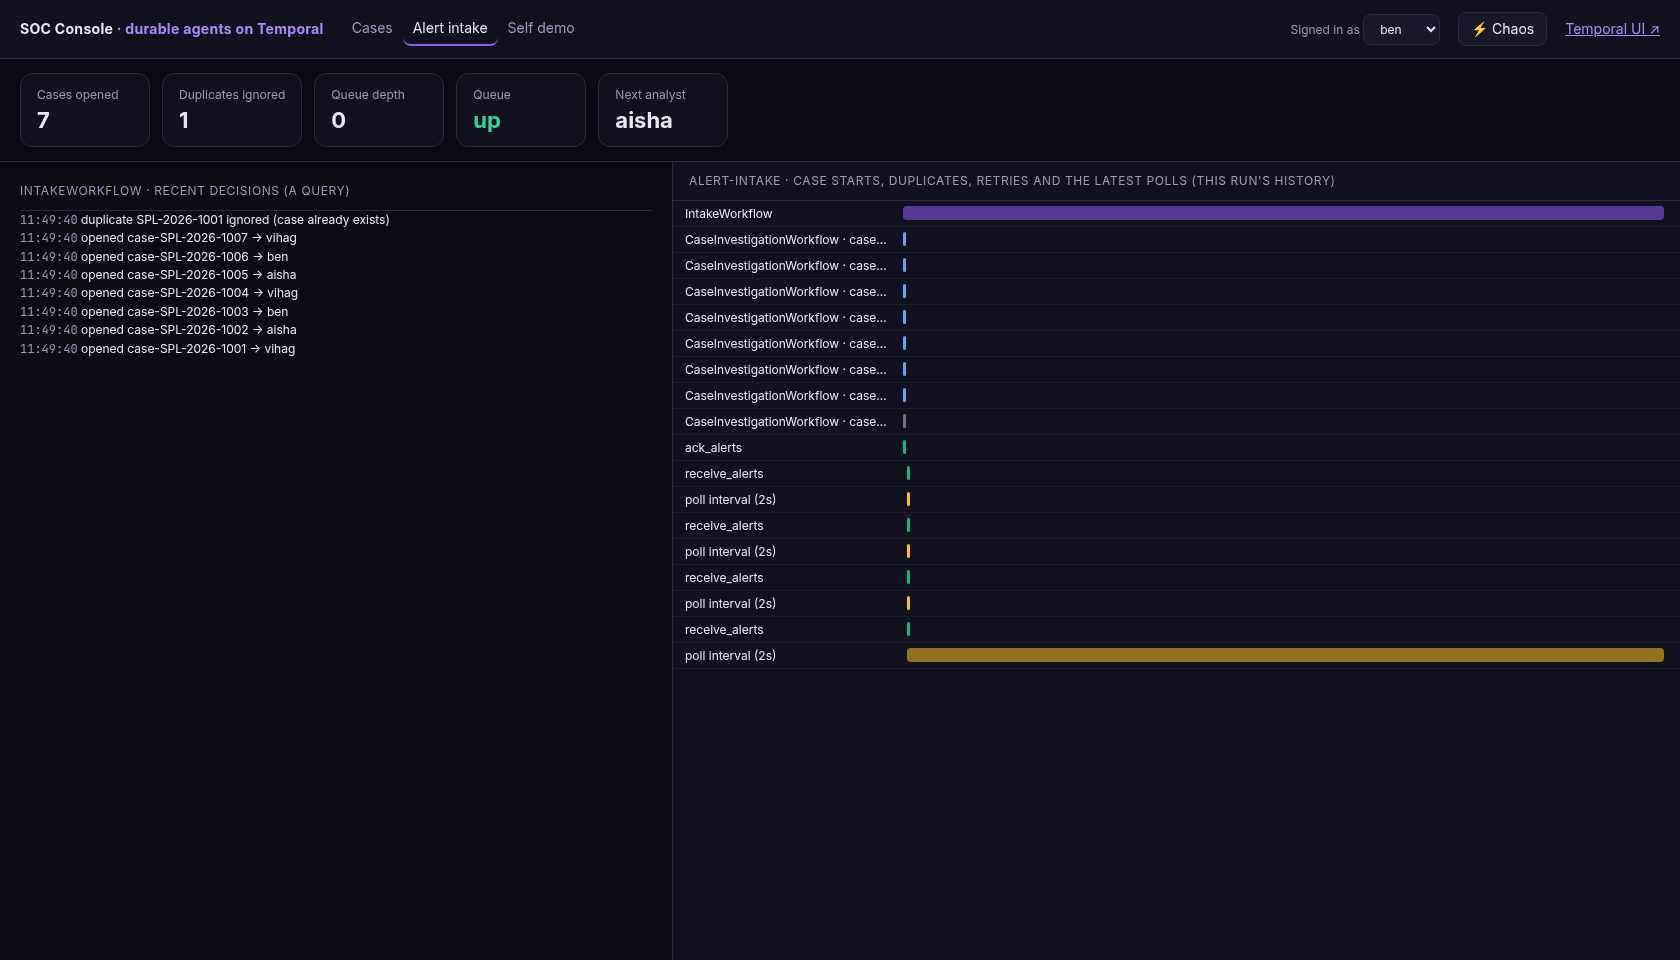 SOC Console · durable agents on Temporal
Cases
Alert intake
Self demo
Signed in as
ben
⚡ Chaos
Temporal UI ↗
Cases opened
7
Duplicates ignored
1
Queue depth
0
Queue
up
Next analyst
aisha
INTAKEWORKFLOW · RECENT DECISIONS (A QUERY)
11:49:40 duplicate SPL-2026-1001 ignored (case already exists)
11:49:40 opened case-SPL-2026-1007 → vihag
11:49:40 opened case-SPL-2026-1006 → ben
11:49:40 opened case-SPL-2026-1005 → aisha
11:49:40 opened case-SPL-2026-1004 → vihag
11:49:40 opened case-SPL-2026-1003 → ben
11:49:40 opened case-SPL-2026-1002 → aisha
11:49:40 opened case-SPL-2026-1001 → vihag
ALERT-INTAKE · CASE STARTS, DUPLICATES, RETRIES AND THE LATEST POLLS (THIS RUN'S HISTORY)
IntakeWorkflow
CaseInvestigationWorkflow · case...
CaseInvestigationWorkflow · case...
CaseInvestigationWorkflow · case...
CaseInvestigationWorkflow · case...
CaseInvestigationWorkflow · case...
CaseInvestigationWorkflow · case...
CaseInvestigationWorkflow · case...
CaseInvestigationWorkflow · case...
ack_alerts
receive_alerts
poll interval (2s)
receive_alerts
poll interval (2s)
receive_alerts
poll interval (2s)
receive_alerts
poll interval (2s)